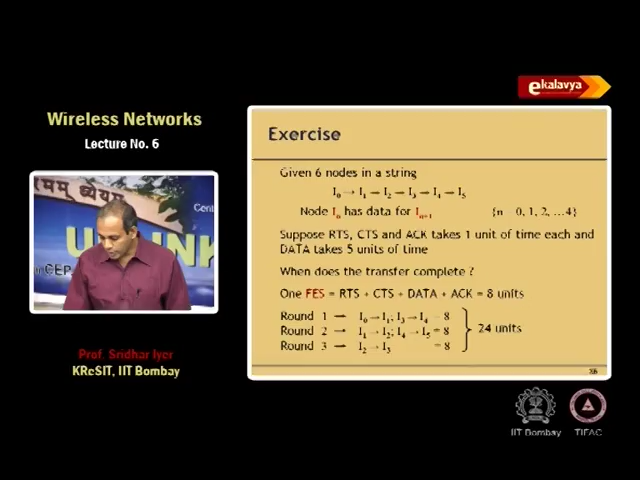 ekalavya
Wireless Networks
Lecture No. 6
Exercise
Given 6 nodes in a string
I₀ → I₁ → I₂ → I₃ → I₄ → I₅
Node Iₙ has data for Iₙ₊₁ {n = 0, 1, 2, ...4}
Suppose RTS, CTS and ACK takes 1 unit of time each and
DATA takes 5 units of time
When does the transfer complete ?
One FES = RTS + CTS + DATA + ACK = 8 units
Round 1 → I₀ → I₁; I₃ → I₄ = 8
Round 2 → I₁ → I₂; I₄ → I₅ = 8
Round 3 → I₂ → I₃ = 8
24 units
Prof. Sridhar Iyer
KReSIT, IIT Bombay
86
IIT Bombay
TIFAC